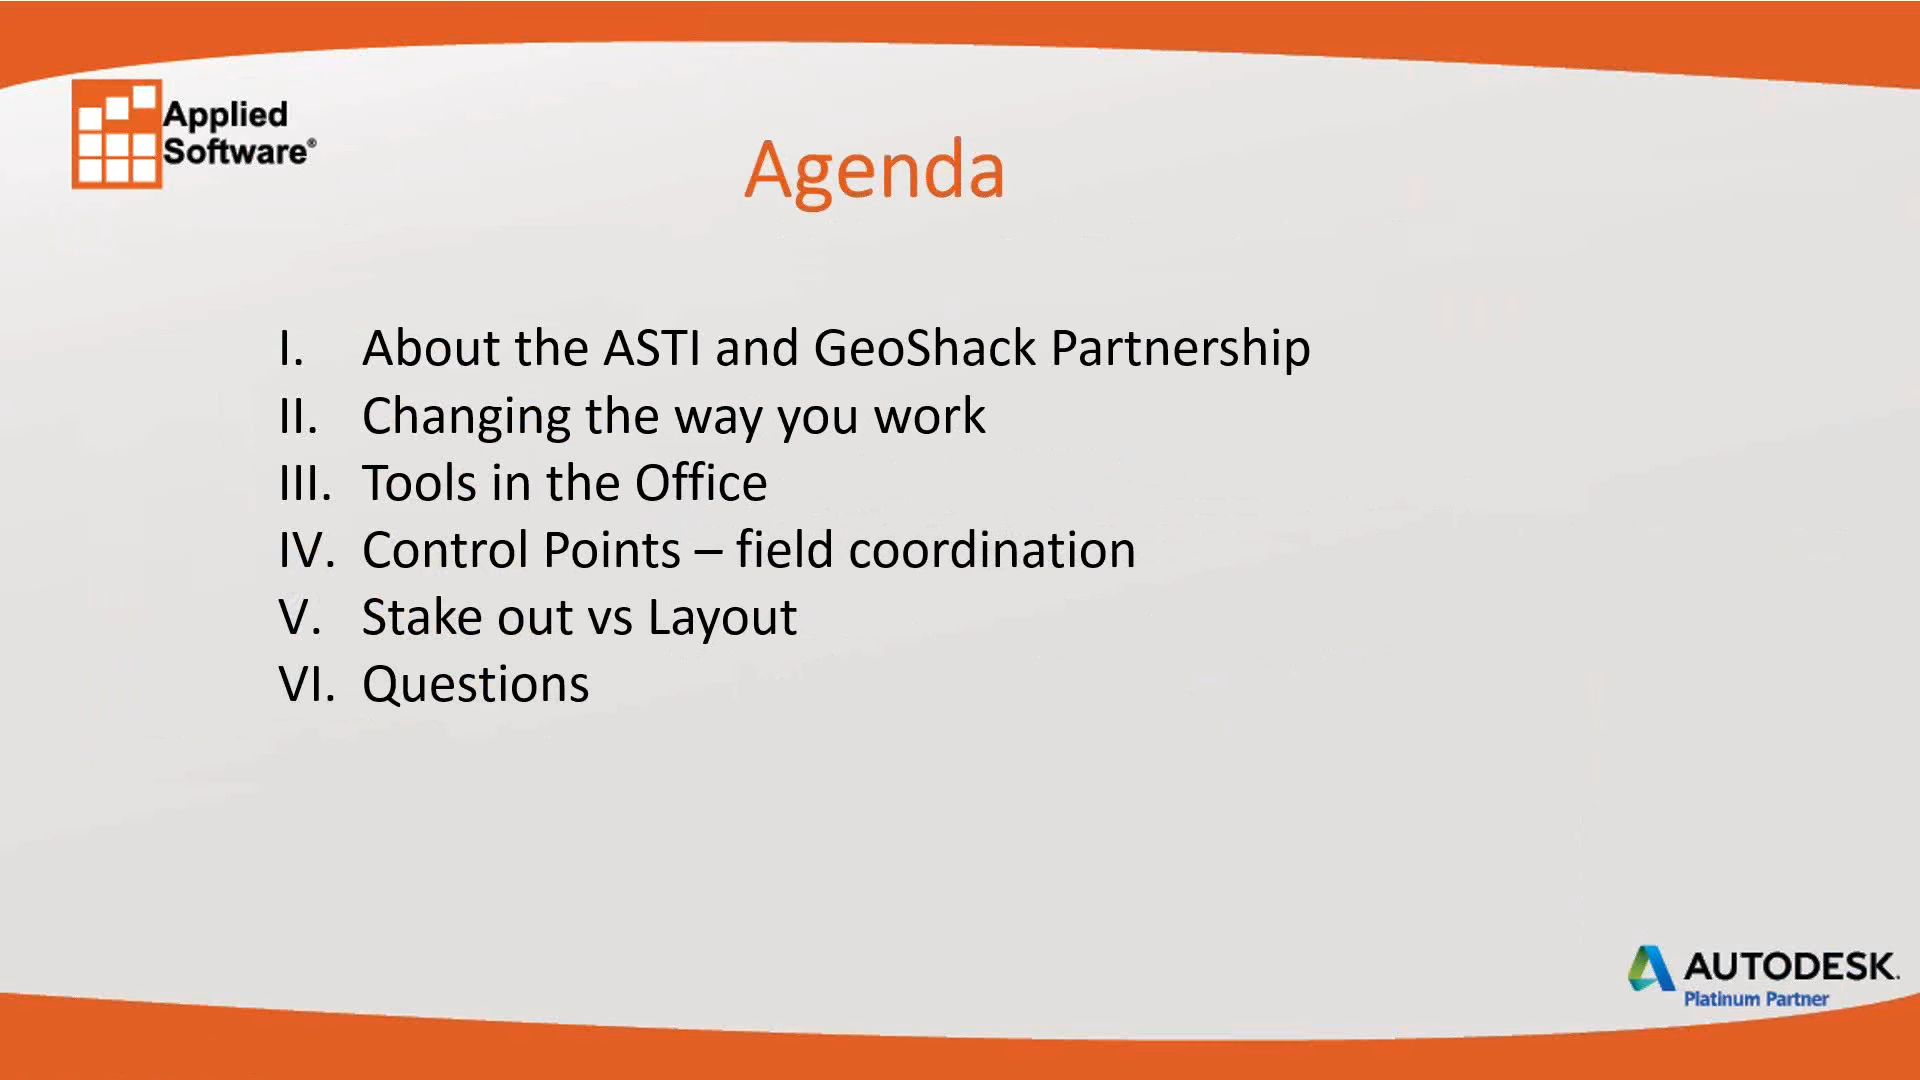 Applied
Software®
Agenda
I. About the ASTI and GeoShack Partnership
II. Changing the way you work
III. Tools in the Office
IV. Control Points – field coordination
V. Stake out vs Layout
VI. Questions
AUTODESK.
Platinum Partner